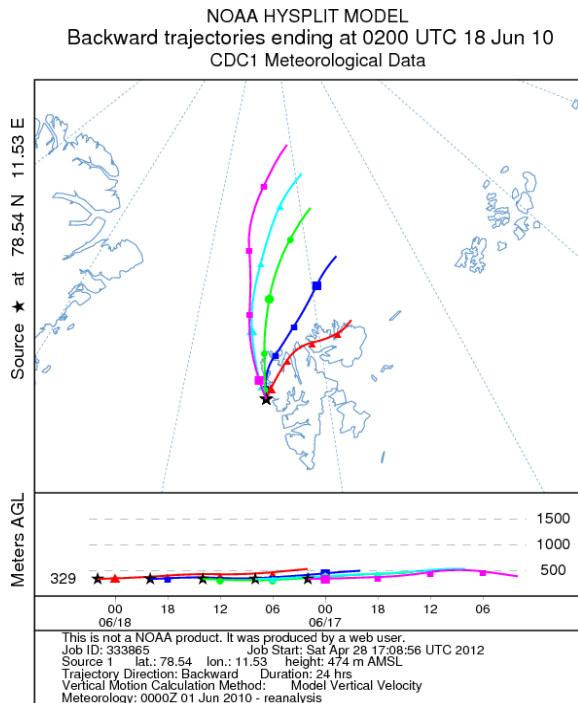 NOAA HYSPLIT MODEL
Backward trajectories ending at 0200 UTC 18 Jun 10
CDC1 Meteorological Data
Source ★ at 78.54 N 11.53 E
Meters AGL
1500
1000
500
329
00 18 12 06 00 18 12 06
06/18 06/17
This is not a NOAA product. It was produced by a web user.
Job ID: 333865 Job Start: Sat Apr 28 17:08:56 UTC 2012
Source 1 lat.: 78.54 lon.: 11.53 height: 474 m AMSL
Trajectory Direction: Backward Duration: 24 hrs
Vertical Motion Calculation Method: Model Vertical Velocity
Meteorology: 0000Z 01 Jun 2010 - reanalysis